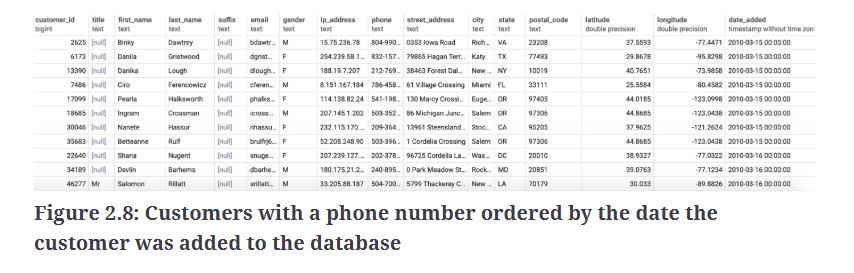 customer_id title first_name last_name suffix email gender ip_address phone street_address city state postal_code latitude longitude date_added
bigint text text text text text text text text text text text text double precision double precision timestamp without time zon
2625 [null] Binky Dawtrey [null] bdawtr... M 15.75.236.78 804-990... 0353 Iowa Road Rich... VA 23208 37.5593 -77.4471 2010-03-15 00:00:00
6173 [null] Danila Gristwood [null] dgrist... F 254.239.58.1... 832-157... 79865 Hagan Terr... Katy TX 77493 29.8678 -95.8298 2010-03-15 00:00:00
13390 [null] Danika Lough [null] dlough... F 188.19.7.207 212-769... 38463 Forest Dal... New ... NY 10019 40.7651 -73.9858 2010-03-15 00:00:00
7486 [null] Ciro Ferencowicz [null] cferen... M 8.151.167.184 786-458... 61 Village Crossing Miami FL 33111 25.5584 -80.4582 2010-03-15 00:00:00
17099 [null] Pearla Halksworth [null] phalks... F 114.138.82.24 541-198... 130 Marcy Crossi... Euge... OR 97405 44.0185 -123.0998 2010-03-15 00:00:00
18685 [null] Ingram Crossman [null] icross... M 207.145.1.202 503-352... 86 Michigan Junc... Salem OR 97306 44.8685 -123.0438 2010-03-15 00:00:00
30046 [null] Nanete Hassur [null] nhassu... F 232.115.170.... 209-364... 13961 Steensland... Stoc... CA 95205 37.9625 -121.2624 2010-03-15 00:00:00
35683 [null] Betteanne Rulf [null] brulfrj6... F 52.208.248.90 503-396... 1 Cordelia Crossing Salem OR 97306 44.8685 -123.0438 2010-03-15 00:00:00
22640 [null] Shana Nugent [null] snuge... F 207.239.127.... 202-378... 96725 Cordelia La... Was... DC 20010 38.9327 -77.0322 2010-03-16 00:00:00
34189 [null] Devlin Barhems [null] dbarhe... M 180.175.21.2... 240-895... 0 Park Meadow St... Rock... MD 20851 39.0763 -77.1234 2010-03-16 00:00:00
46277 Mr Salomon Rillatt [null] srillatt... M 33.205.88.187 504-700... 5799 Thackeray C... New ... LA 70179 30.033 -89.8826 2010-03-16 00:00:00
Figure 2.8: Customers with a phone number ordered by the date the
customer was added to the database